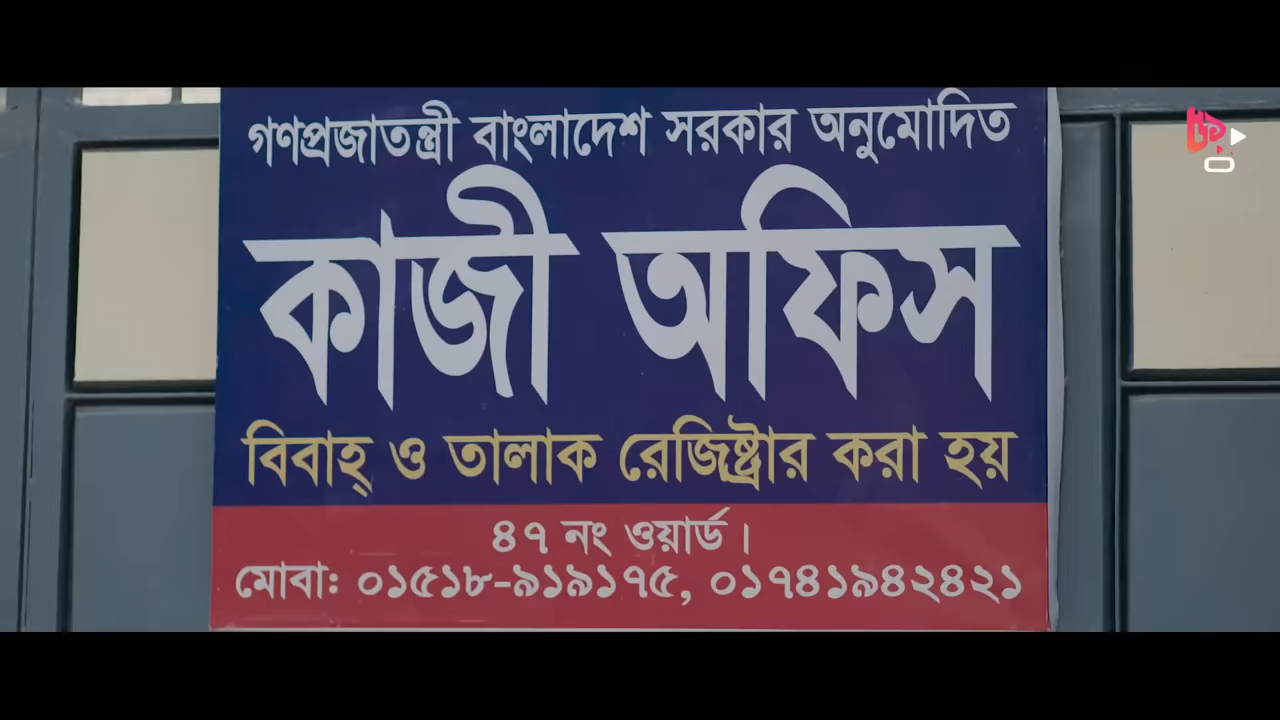 গণপ্রজাতন্ত্রী বাংলাদেশ সরকার অনুমোদিত
কাজী অফিস
বিবাহ্ ও তালাক রেজিষ্ট্রার করা হয়
৪৭ নং ওয়ার্ড।
মোবা: ০১৫১৮-৯১৯১৭৫, ০১৭৪১৯৪২৪২১